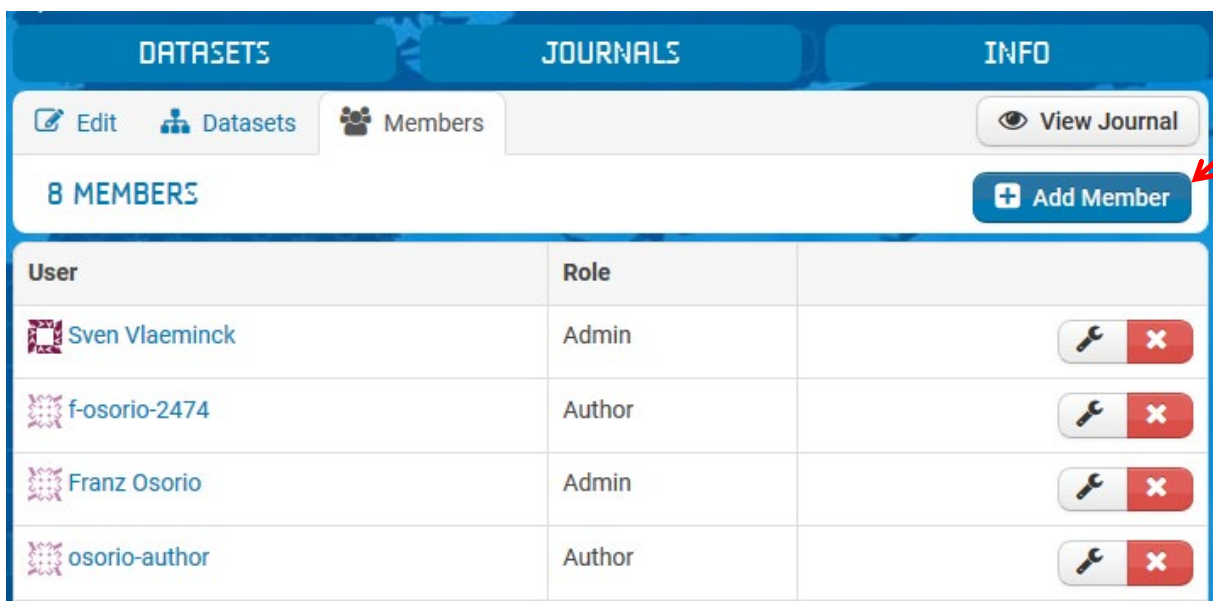 DATASETS JOURNALS INFO
Edit Datasets Members View Journal
8 MEMBERS Add Member
User Role
Sven Vlaeminck Admin
f-osorio-2474 Author
Franz Osorio Admin
osorio-author Author